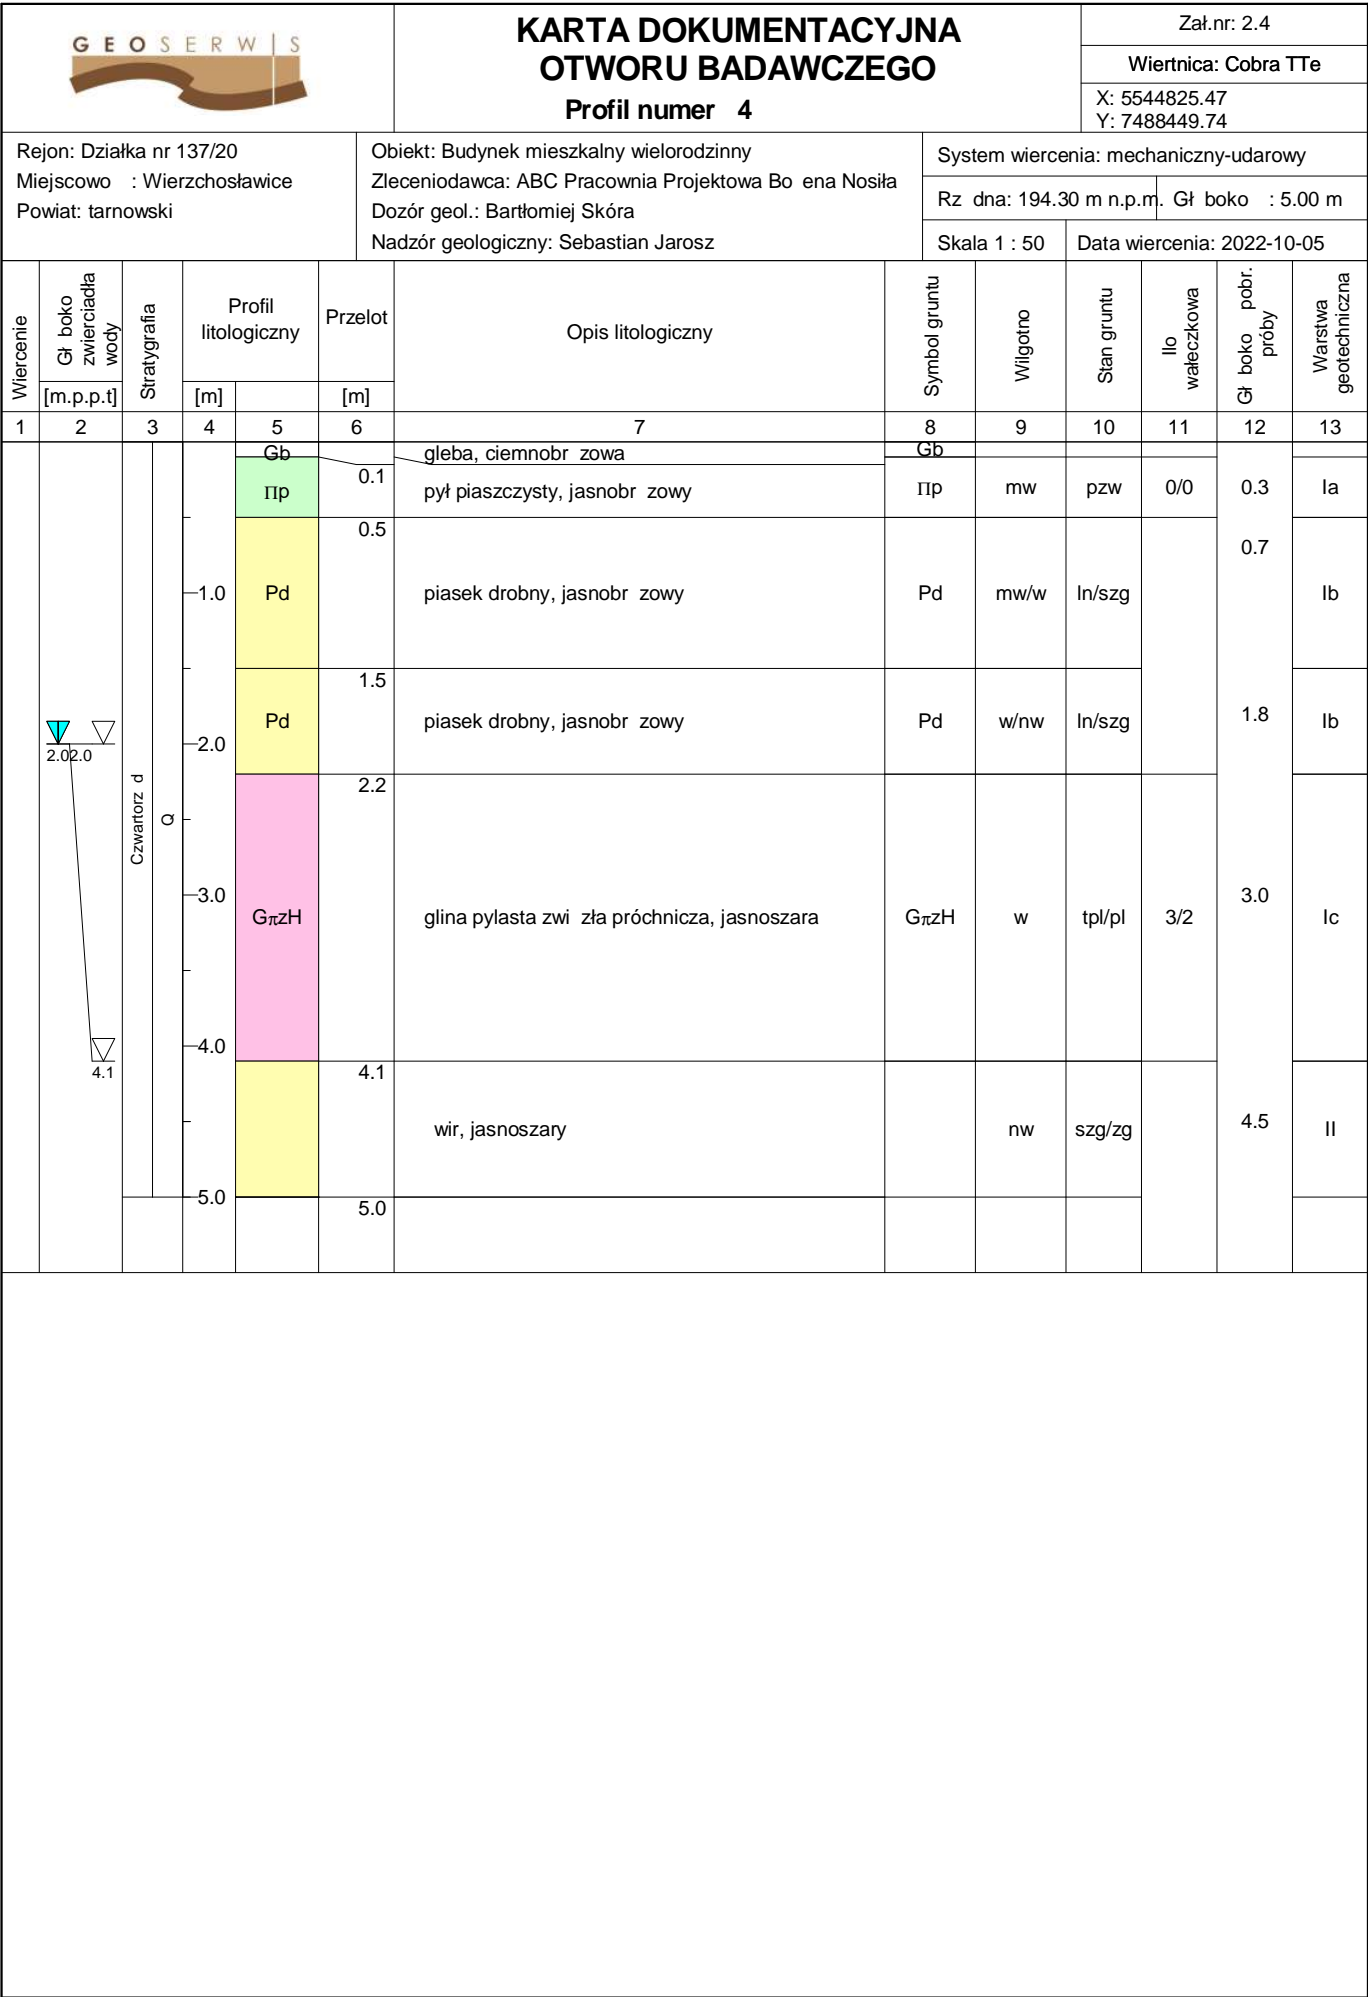 GEOSERWIS
KARTA DOKUMENTACYJNA
OTWORU BADAWCZEGO
Profil numer 4
Zał.nr: 2.4
Wiertnica: Cobra TTe
X: 5544825.47
Y: 7488449.74
Rejon: Działka nr 137/20
Miejscowo : Wierzchosławice
Powiat: tarnowski
Obiekt: Budynek mieszkalny wielorodzinny
Zleceniodawca: ABC Pracownia Projektowa Bo ena Nosiła
Dozór geol.: Bartłomiej Skóra
Nadzór geologiczny: Sebastian Jarosz
System wiercenia: mechaniczny-udarowy
Rz dna: 194.30 m n.p.m. Gł boko : 5.00 m
Skala 1 : 50 Data wiercenia: 2022-10-05
Wiercenie
Gł boko
zwierciadła
wody
[m.p.p.t]
Stratygrafia
Profil
litologiczny
[m]
Przelot
[m]
Opis litologiczny
Symbol gruntu
Wilgotno
Stan gruntu
Ilo
wałeczkowa
Gł boko pobr.
próby
Warstwa
geotechniczna
1 2 3 4 5 6 7 8 9 10 11 12 13
Gb gleba, ciemnobr zowa Gb
0.1
Πp pył piaszczysty, jasnobr zowy Πp mw pzw 0/0 0.3 Ia
0.5
0.7
1.0 Pd piasek drobny, jasnobr zowy Pd mw/w ln/szg Ib
1.5
Pd piasek drobny, jasnobr zowy Pd w/nw ln/szg 1.8 Ib
2.0 2.0 2.0
2.2
Czwartorz d
Q
3.0 3.0
GπzH glina pylasta zwi zła próchnicza, jasnoszara GπzH w tpl/pl 3/2 Ic
4.0
4.1 4.1
wir, jasnoszary nw szg/zg 4.5 II
5.0
5.0